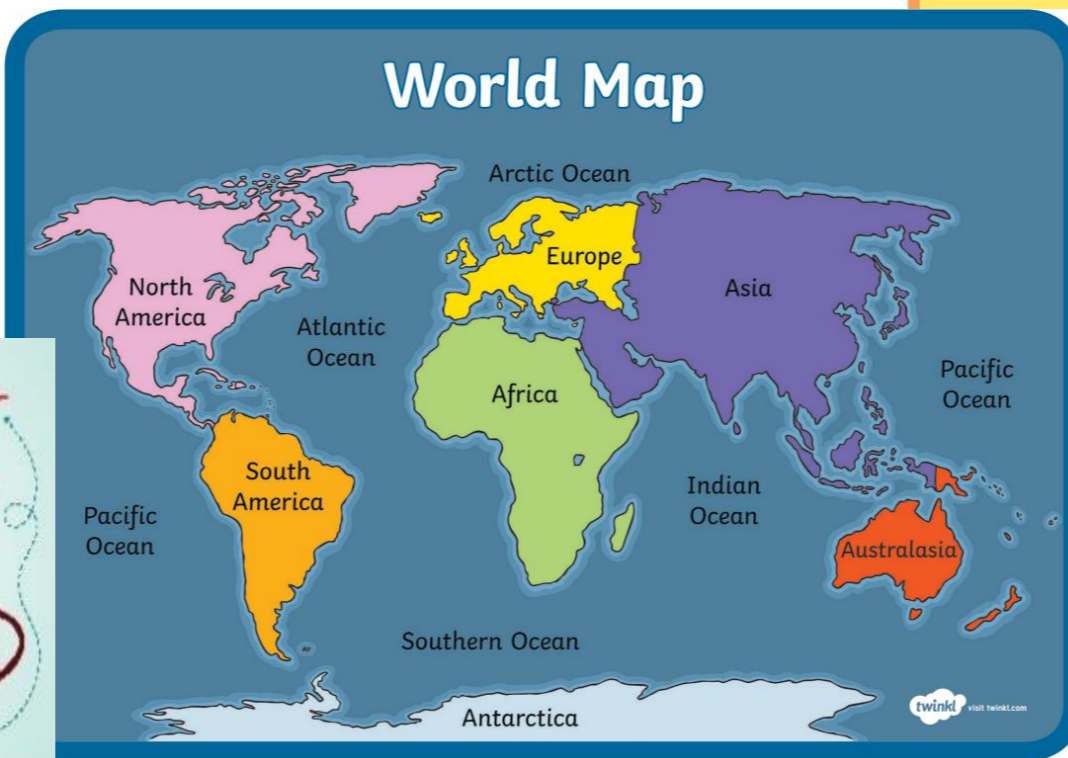 World Map
Arctic Ocean
Europe
Asia
North
America
Atlantic
Ocean
Africa
Pacific
Ocean
South
America
Indian
Ocean
Pacific
Ocean
Australasia
Southern Ocean
Antarctica
twinkl visit twinkl.com